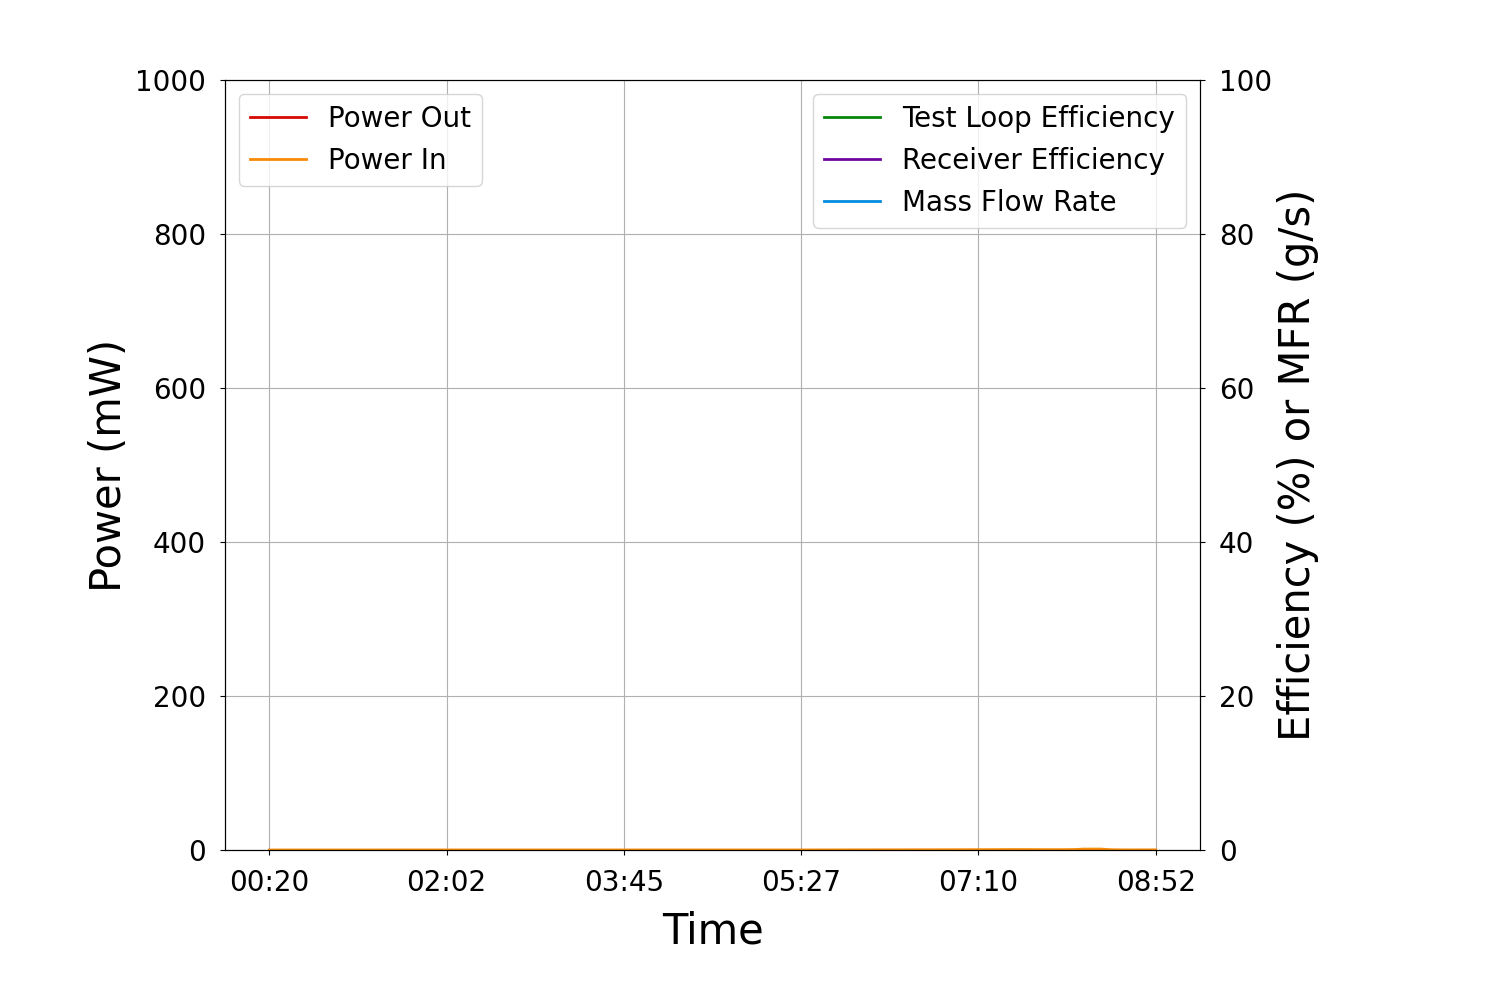 1000
800
600
400
200
0
Power (mW)
Power Out
Power In
Test Loop Efficiency
Receiver Efficiency
Mass Flow Rate
100
80
60
40
20
0
Efficiency (%) or MFR (g/s)
00:20 02:02 03:45 05:27 07:10 08:52
Time